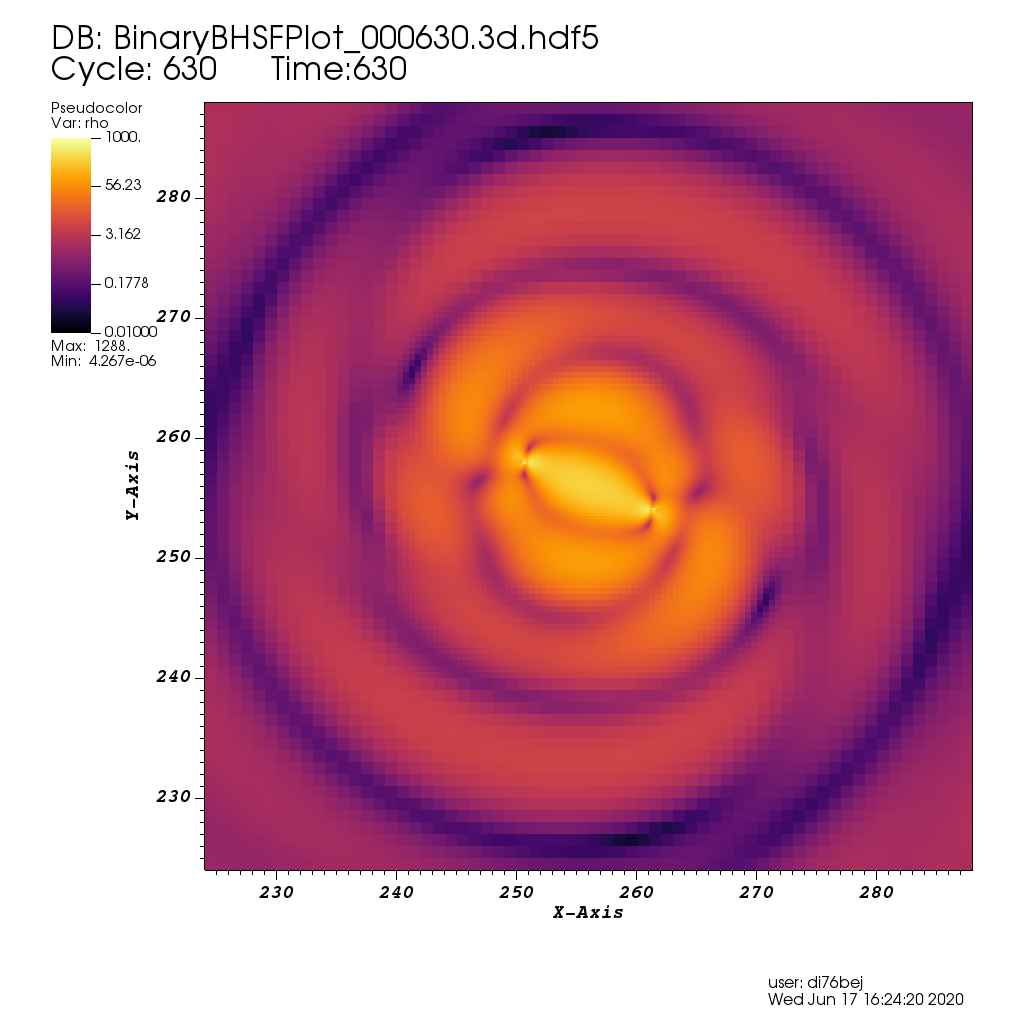 DB: BinaryBHSFPlot_000630.3d.hdf5
Cycle: 630 Time:630
Pseudocolor
Var: rho
1000.
56.23
3.162
0.1778
0.01000
Max: 1288.
Min: 4.267e-06
280
270
260
250
240
230
Y-Axis
230 240 250 260 270 280
X-Axis
user: di76bej
Wed Jun 17 16:24:20 2020